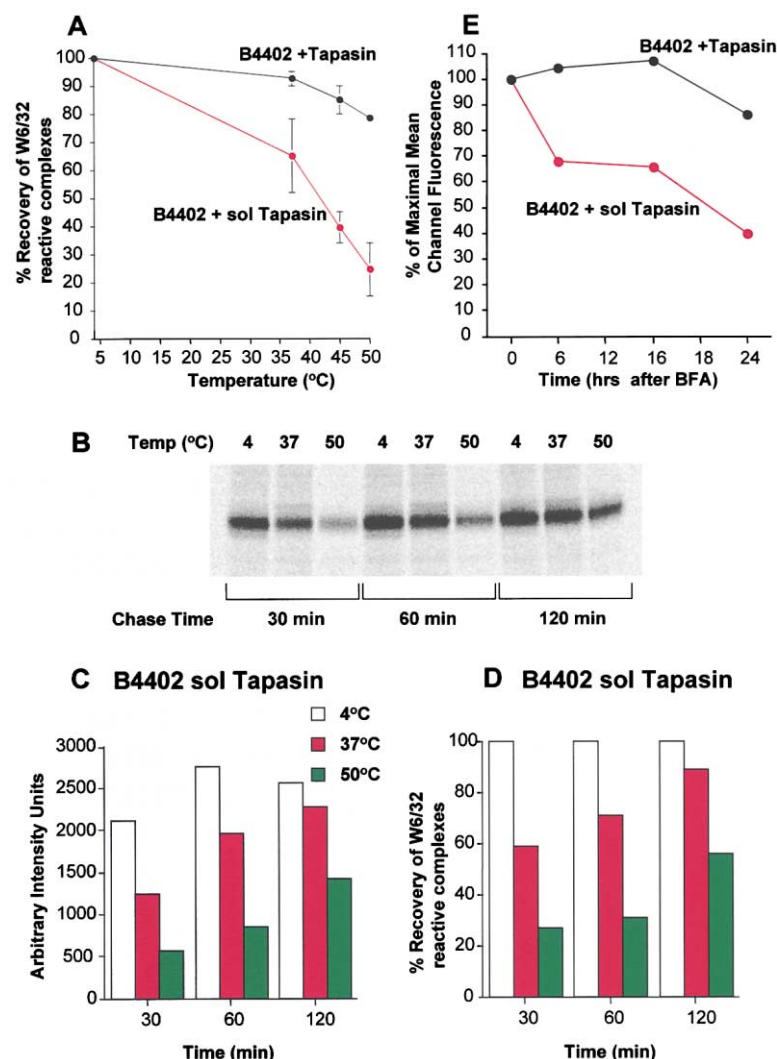 A
B4402 +Tapasin
B4402 + sol Tapasin
% Recovery of W6/32
reactive complexes
100
90
80
70
60
50
40
30
20
10
0
5 10 15 20 25 30 35 45 50
Temperature (ºC)
E
B4402 +Tapasin
B4402 + sol Tapasin
% of Maximal Mean
Channel Fluorescence
110
100
90
80
70
60
50
40
30
20
10
0
0 6 12 16 18 24
Time (hrs after BFA)
B
Temp (ºC) 4 37 50 4 37 50 4 37 50
Chase Time 30 min 60 min 120 min
C B4402 sol Tapasin
4ºC
37ºC
50ºC
Arbitrary Intensity Units
3000
2500
2000
1500
1000
500
0
30 60 120
Time (min)
D B4402 sol Tapasin
% Recovery of W6/32
reactive complexes
100
80
60
40
20
0
30 60 120
Time (min)